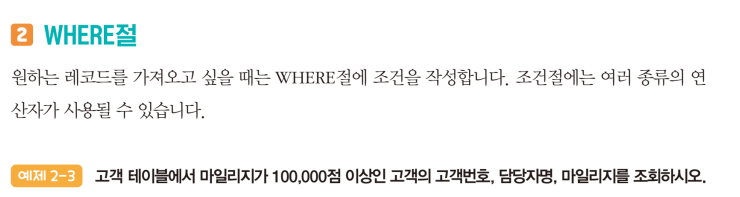 2 WHERE절
원하는 레코드를 가져오고 싶을 때는 WHERE절에 조건을 작성합니다. 조건절에는 여러 종류의 연
산자가 사용될 수 있습니다.
예제 2-3 고객 테이블에서 마일리지가 100,000점 이상인 고객의 고객번호, 담당자명, 마일리지를 조회하시오.